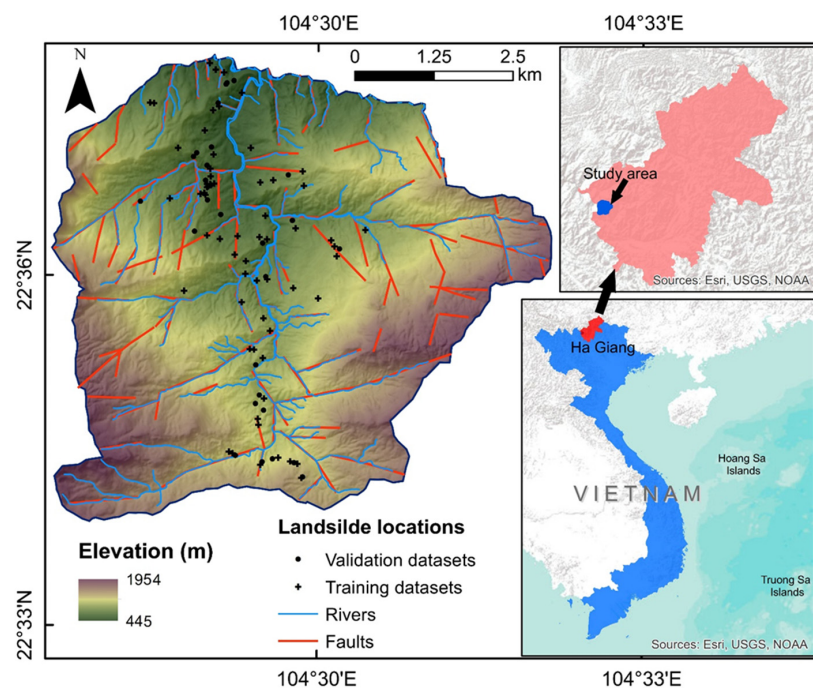 104°30'E
104°33'E
N
0 1.25 2.5
km
Study area
Sources: Esri, USGS, NOAA
22°36'N
Ha Giang
Hoang Sa
Islands
VIETNAM
Truong Sa
Islands
Sources: Esri, USGS, NOAA
Landsilde locations
Validation datasets
Training datasets
Rivers
Faults
Elevation (m)
1954
445
22°33'N
104°30'E
104°33'E